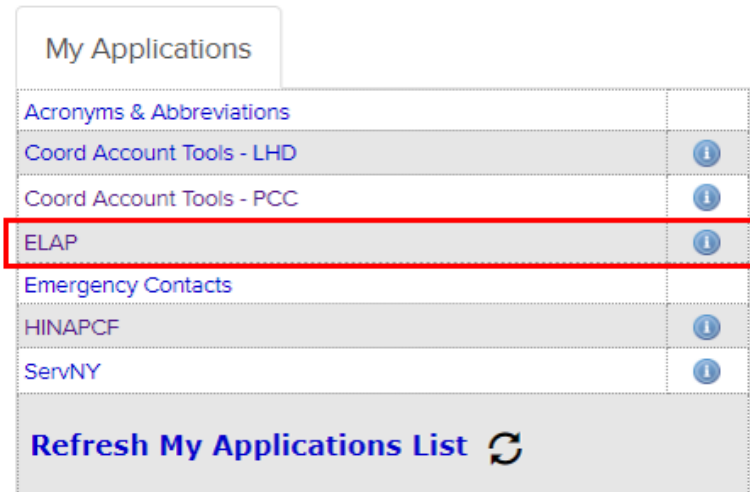 My Applications
Acronyms & Abbreviations
Coord Account Tools - LHD
Coord Account Tools - PCC
ELAP
Emergency Contacts
HINAPCF
ServNY
Refresh My Applications List